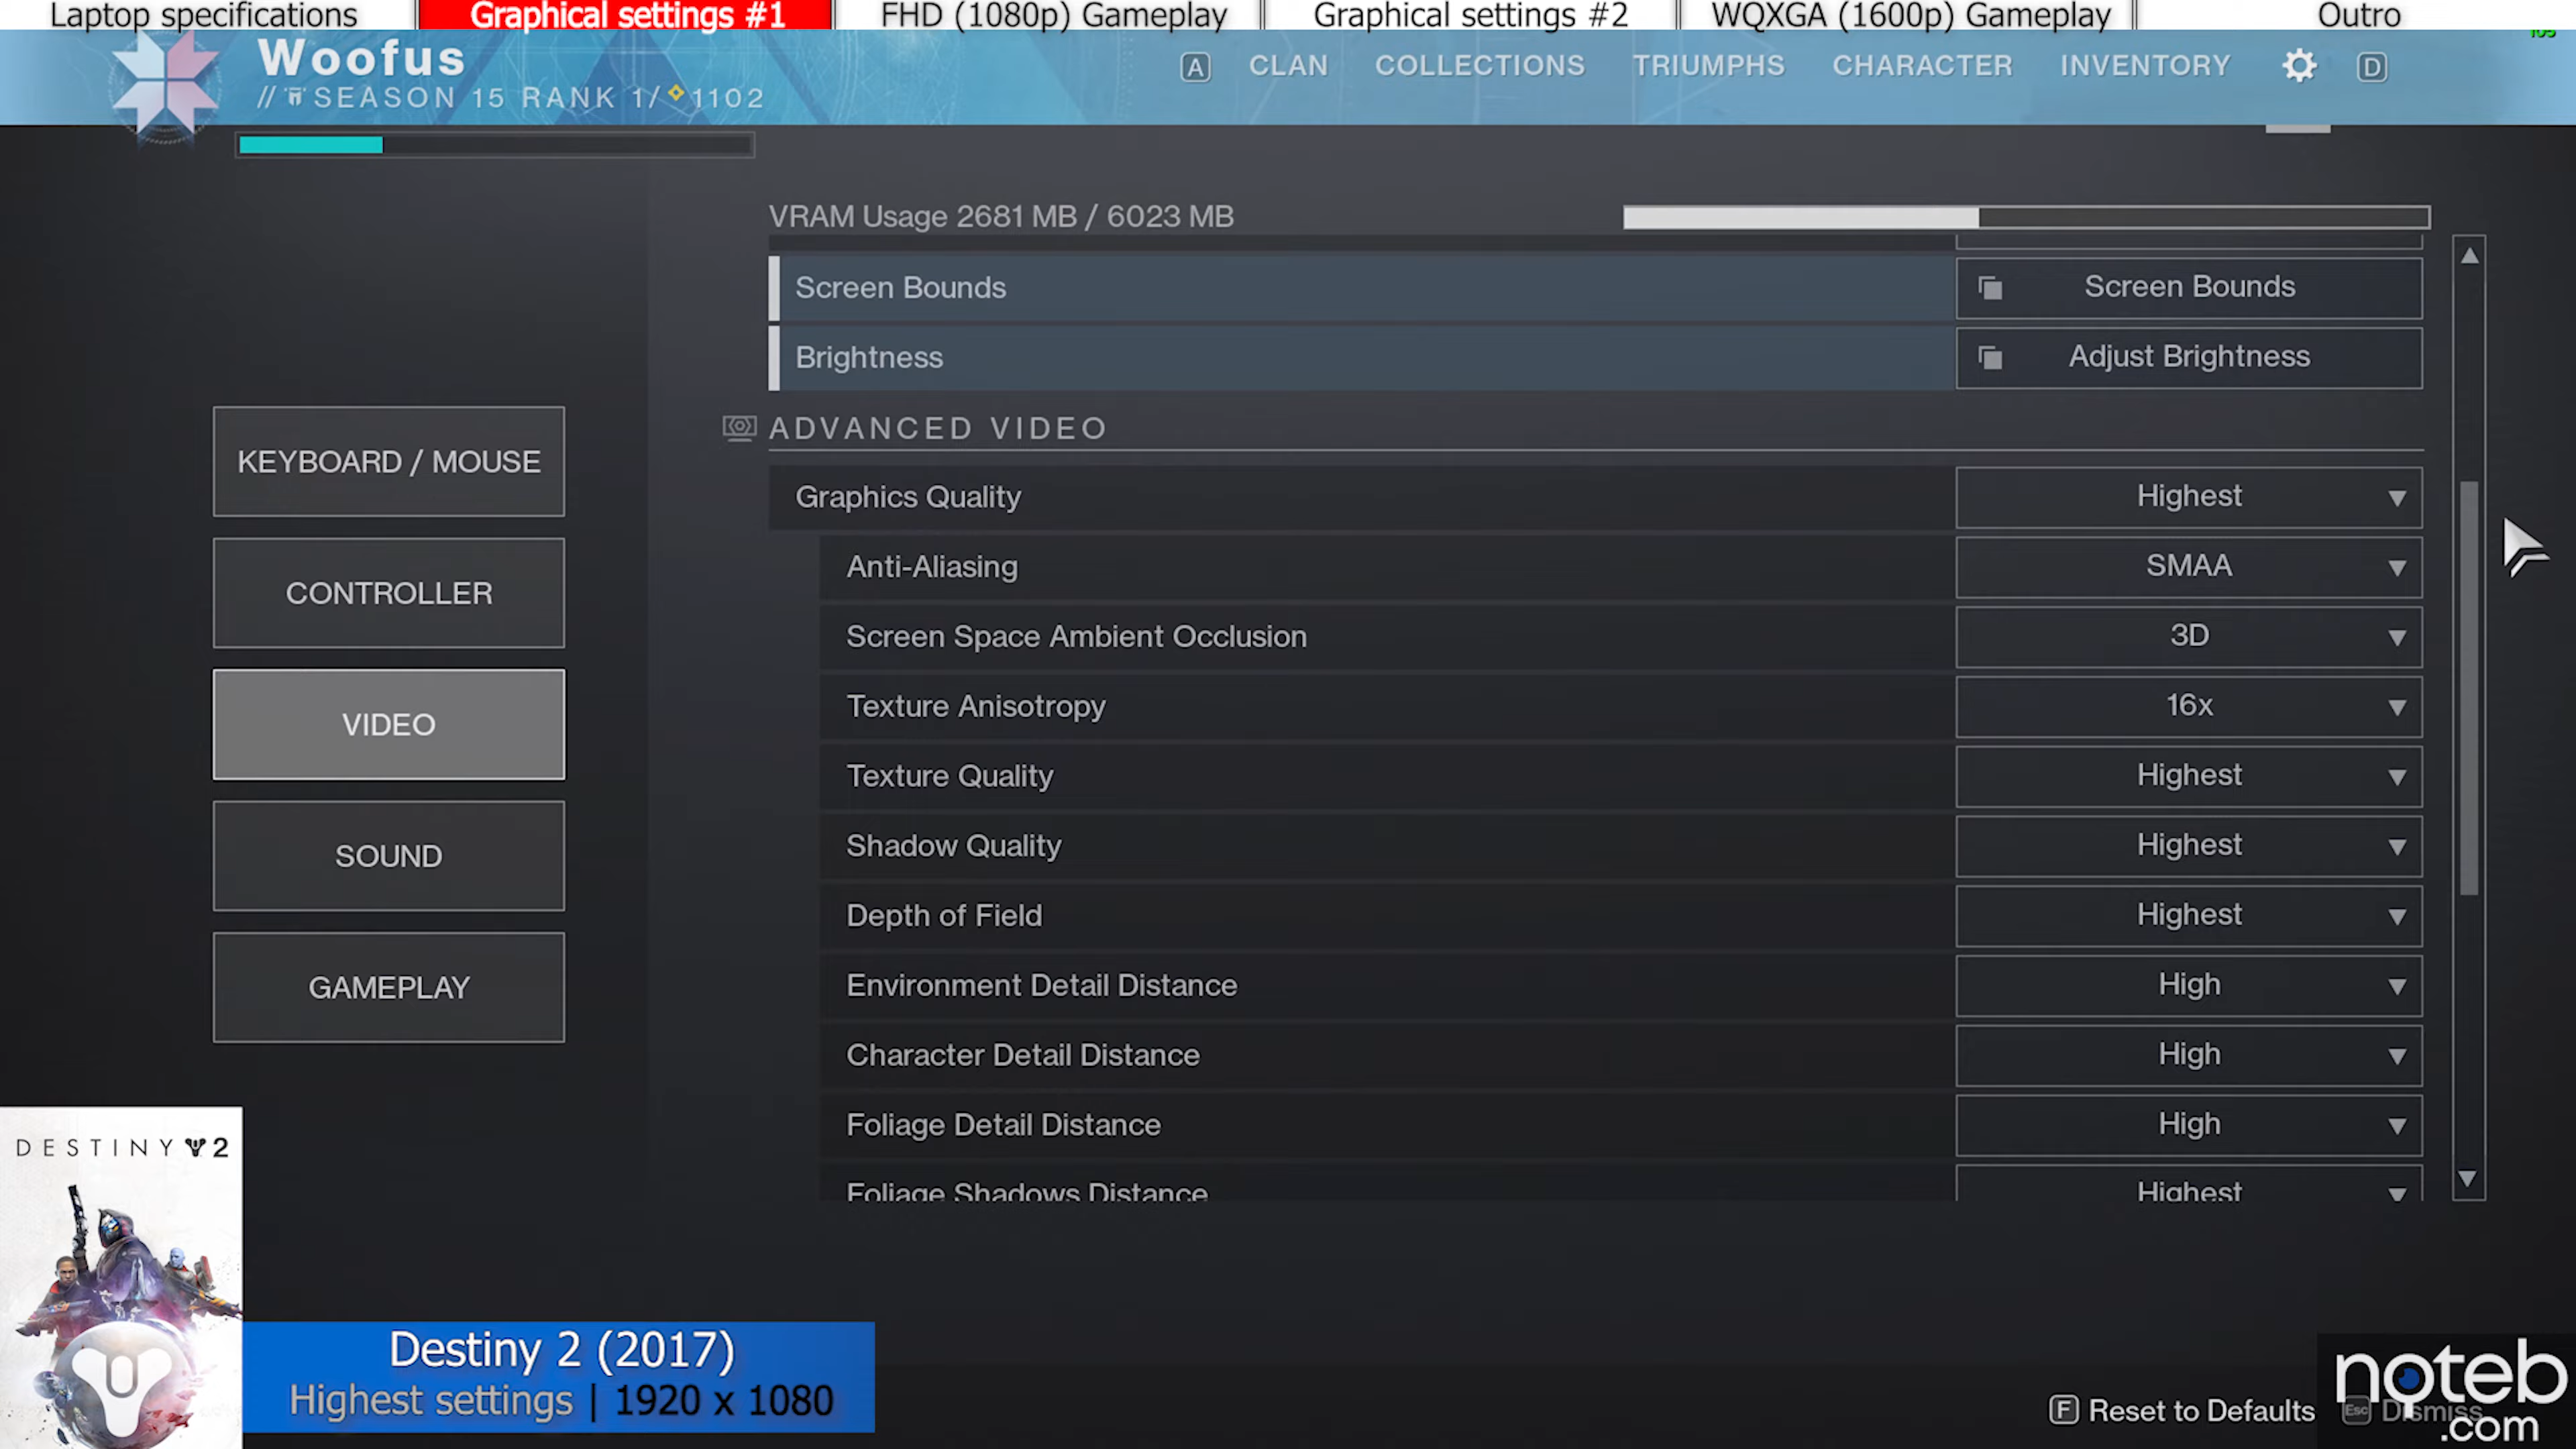 Laptop specifications
Graphical settings #1
FHD (1080p) Gameplay
Graphical settings #2
WQXGA (1600p) Gameplay
Outro
Woofus
// SEASON 15 RANK 1/ 1102
A
CLAN
COLLECTIONS
TRIUMPHS
CHARACTER
INVENTORY
D
VRAM Usage 2681 MB / 6023 MB
Screen Bounds
Screen Bounds
Brightness
Adjust Brightness
ADVANCED VIDEO
Graphics Quality
Highest
Anti-Aliasing
SMAA
Screen Space Ambient Occlusion
3D
Texture Anisotropy
16x
Texture Quality
Highest
Shadow Quality
Highest
Depth of Field
Highest
Environment Detail Distance
High
Character Detail Distance
High
Foliage Detail Distance
High
Foliage Shadows Distance
Highest
KEYBOARD / MOUSE
CONTROLLER
VIDEO
SOUND
GAMEPLAY
DESTINY 2
Destiny 2 (2017)
Highest settings | 1920 x 1080
F Reset to Defaults
Esc Dismiss
noteb
.com